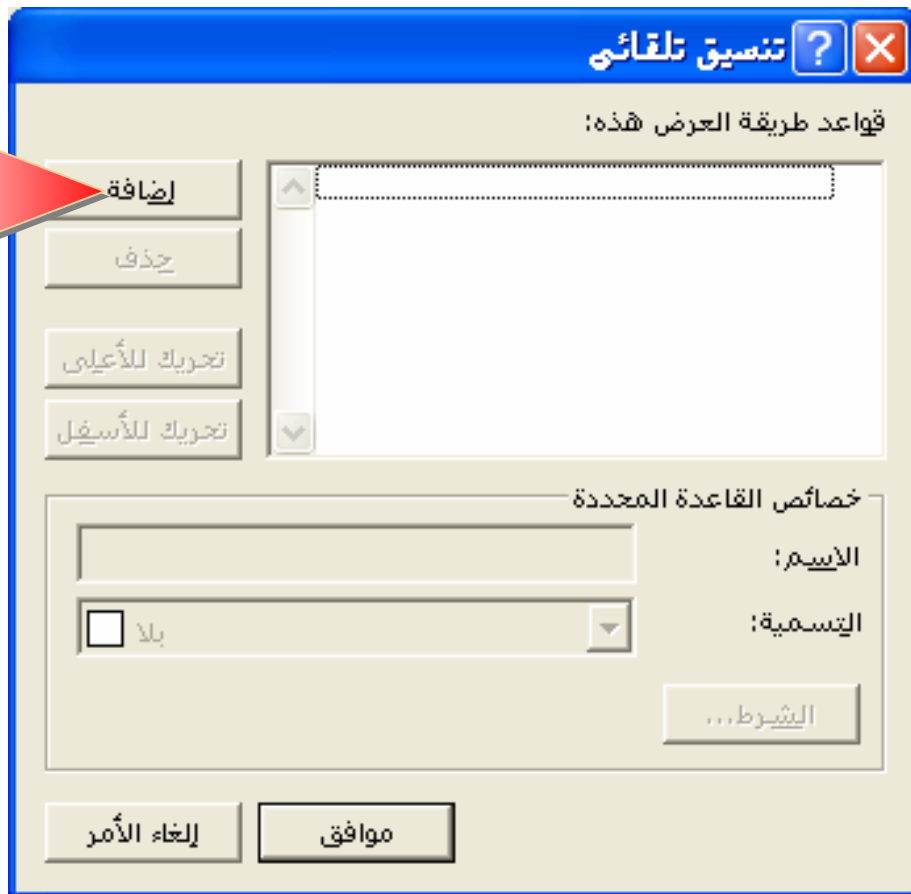 تنسيق تلقائي
قواعد طريقة العرض هذه:
إضافة
حذف
تحريك للأعلى
تحريك للأسفل
خصائص القاعدة المحددة
الاسم:
التسمية:
بلا
الشرط...
موافق
إلغاء الأمر